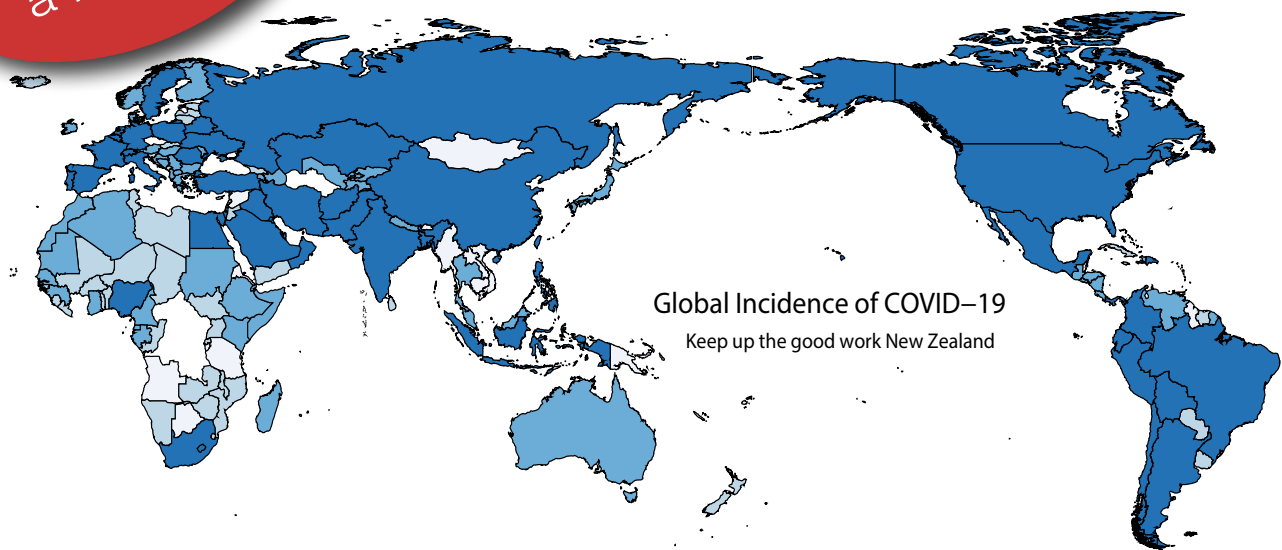 Global Incidence of COVID–19
Keep up the good work New Zealand